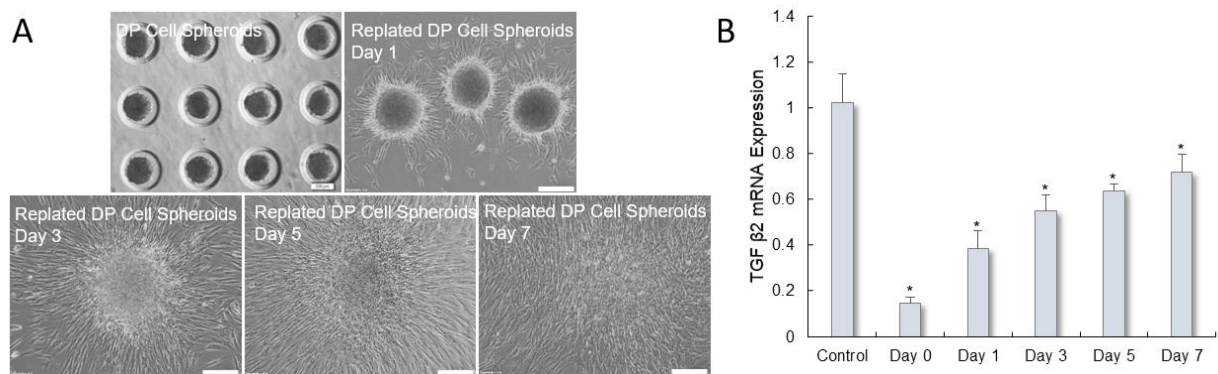 A
DP Cell Spheroids
Replated DP Cell Spheroids
Day 1
Replated DP Cell Spheroids
Day 3
Replated DP Cell Spheroids
Day 5
Replated DP Cell Spheroids
Day 7
B
TGF β2 mRNA Expression
1.4
1.2
1
0.8
0.6
0.4
0.2
0
*
*
*
*
*
Control
Day 0
Day 1
Day 3
Day 5
Day 7